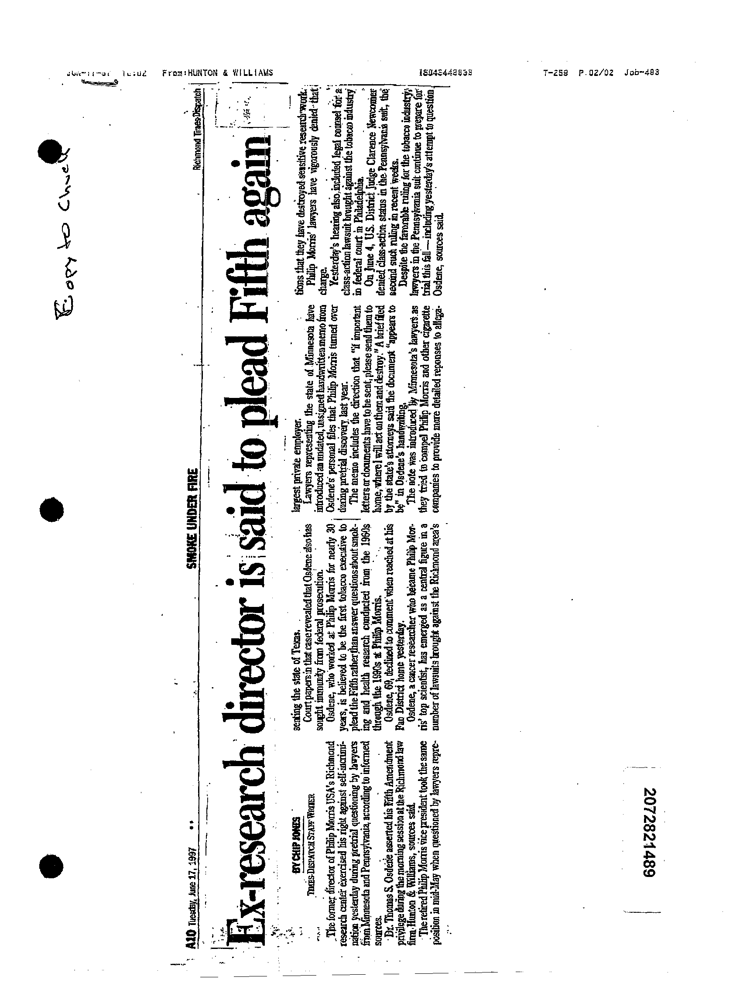 From:HUNTON & WILLIAMS
18045448839
T-259 P.02/02 Job-483
Copy to Chuck
A10 Tuesday, June 17, 1997 **
SMOKE UNDER FIRE
Richmond Times-Dispatch
Ex-research director is said to plead Fifth again
BY CHIP JONES
TIMES-DISPATCH STAFF WRITER
The former director of Philip Morris USA's Richmond
research center exercised his right against self-incrimi-
nation yesterday during pretrial questioning by lawyers
from Minnesota and Pennsylvania, according to informed
sources.
Dr. Thomas S. Osdene asserted his Fifth Amendment
privilege during the morning session at the Richmond law
firm, Hunton & Williams, sources said.
The retired Philip Morris vice president took the same
position in mid-May when questioned by lawyers repre-
senting the state of Texas.
Court papers in that case revealed that Osdene also has
sought immunity from federal prosecution.
Osdene, who worked at Philip Morris for nearly 30
years, is believed to be the first tobacco executive to
plead the Fifth rather than answer questions about smok-
ing and health research conducted from the 1960s
through the 1990s at Philip Morris.
Osdene, 69, declined to comment when reached at his
Fan District home yesterday.
Osdene, a cancer researcher who became Philip Mor-
ris' top scientist, has emerged as a central figure in a
number of lawsuits brought against the Richmond area's
largest private employer.
Lawyers representing the state of Minnesota have
introduced an undated, unsigned handwritten memo from
Osdene's personal files that Philip Morris turned over
during pretrial discovery last year.
The memo includes the direction that "if important
letters or documents have to be sent, please send them to
home, where I will act on them and destroy." A brief filed
by the state's attorneys said the document "appears to
be" in Osdene's handwriting.
The note was introduced by Minnesota's lawyers as
they tried to compel Philip Morris and other cigarette
companies to provide more detailed reponses to allega-
tions that they have destroyed sensitive research work.
Philip Morris' lawyers have vigorously denied that
charge.
Yesterday's hearing also included legal counsel for a
class-action lawsuit brought against the tobacco industry
in federal court in Philadelphia.
On June 4, U.S. District Judge Clarence Newcomer
denied class-action status in the Pennsylvania suit, the
second such ruling in recent weeks.
Despite the favorable ruling for the tobacco industry,
lawyers in the Pennsylvania suit continue to prepare for
trial this fall — including yesterday's attempt to question
Osdene, sources said.
2072821489